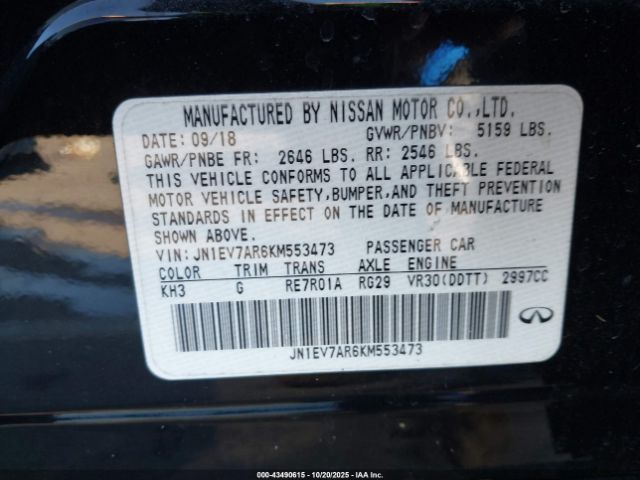 MANUFACTURED BY NISSAN MOTOR CO.,LTD.
DATE: 09/18 GVWR/PNBV: 5159 LBS.
GAWR/PNBE FR: 2646 LBS. RR: 2546 LBS.
THIS VEHICLE CONFORMS TO ALL APPLICABLE FEDERAL
MOTOR VEHICLE SAFETY, BUMPER, AND THEFT PREVENTION
STANDARDS IN EFFECT ON THE DATE OF MANUFACTURE
SHOWN ABOVE.
VIN: JN1EV7AR6KM553473 PASSENGER CAR
COLOR TRIM TRANS AXLE ENGINE
KH3 G RE7R01A RG29 VR30(DDTT) 2997CC
JN1EV7AR6KM553473
000-43490615 - 10/20/2025 - IAA Inc.